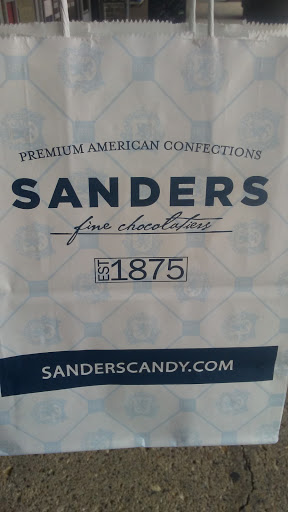 PREMIUM AMERICAN CONFECTIONS
SANDERS
fine chocolatiers
EST 1875
SANDERSCANDY.COM